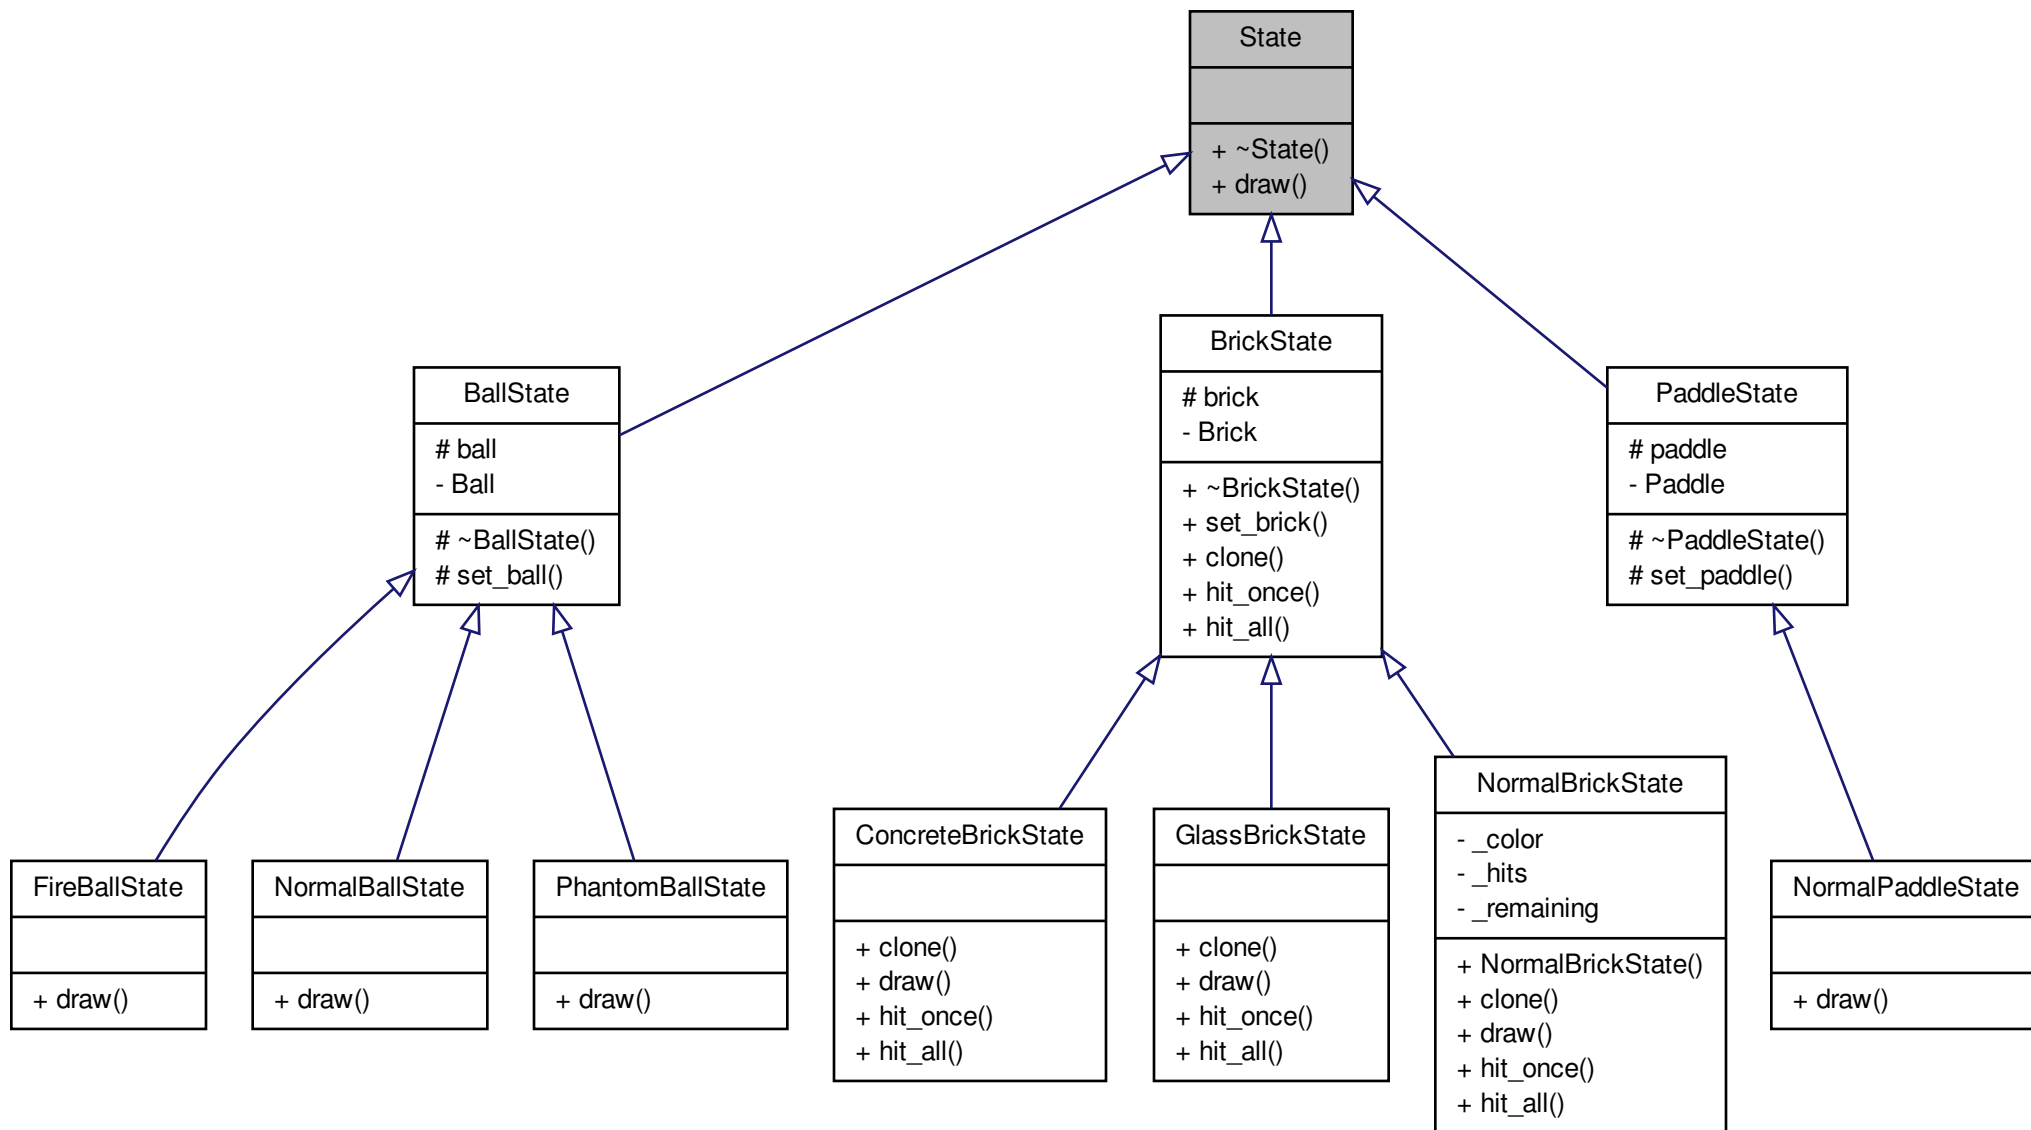 State
+ ~State()
+ draw()
BallState
# ball
- Ball
# ~BallState()
# set_ball()
BrickState
# brick
- Brick
+ ~BrickState()
+ set_brick()
+ clone()
+ hit_once()
+ hit_all()
PaddleState
# paddle
- Paddle
# ~PaddleState()
# set_paddle()
FireBallState
+ draw()
NormalBallState
+ draw()
PhantomBallState
+ draw()
ConcreteBrickState
+ clone()
+ draw()
+ hit_once()
+ hit_all()
GlassBrickState
+ clone()
+ draw()
+ hit_once()
+ hit_all()
NormalBrickState
- _color
- _hits
- _remaining
+ NormalBrickState()
+ clone()
+ draw()
+ hit_once()
+ hit_all()
NormalPaddleState
+ draw()